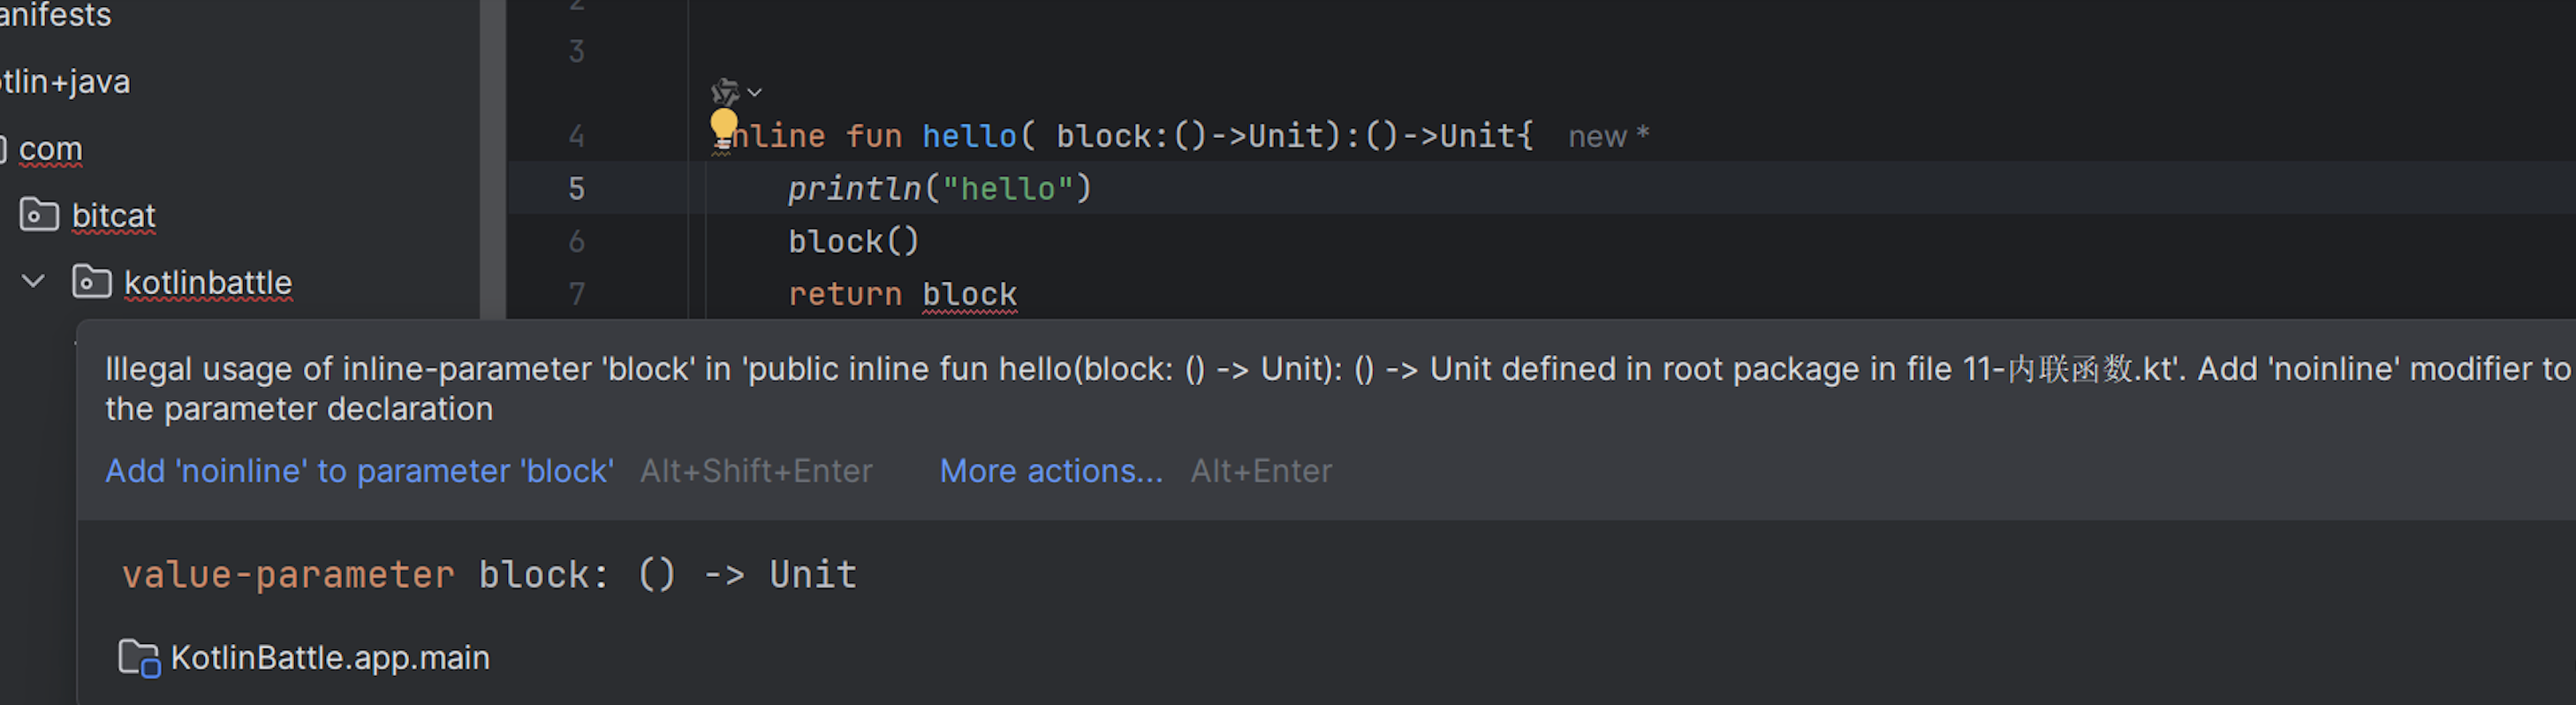 anifests
tlin+java
com
bitcat
kotlinbattle
2
3
4 inline fun hello( block:()->Unit):()->Unit{ new *
5 println("hello")
6 block()
7 return block
Illegal usage of inline-parameter 'block' in 'public inline fun hello(block: () -> Unit): () -> Unit defined in root package in file 11-内联函数.kt'. Add 'noinline' modifier to
the parameter declaration
Add 'noinline' to parameter 'block' Alt+Shift+Enter More actions... Alt+Enter
value-parameter block: () -> Unit
KotlinBattle.app.main